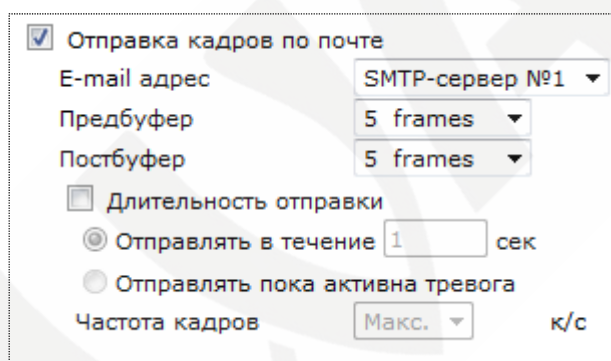 Отправка кадров по почте
E-mail адрес SMTP-сервер №1
Предбуфер 5 frames
Постбуфер 5 frames
Длительность отправки
Отправлять в течение 1 сек
Отправлять пока активна тревога
Частота кадров Макс. к/с